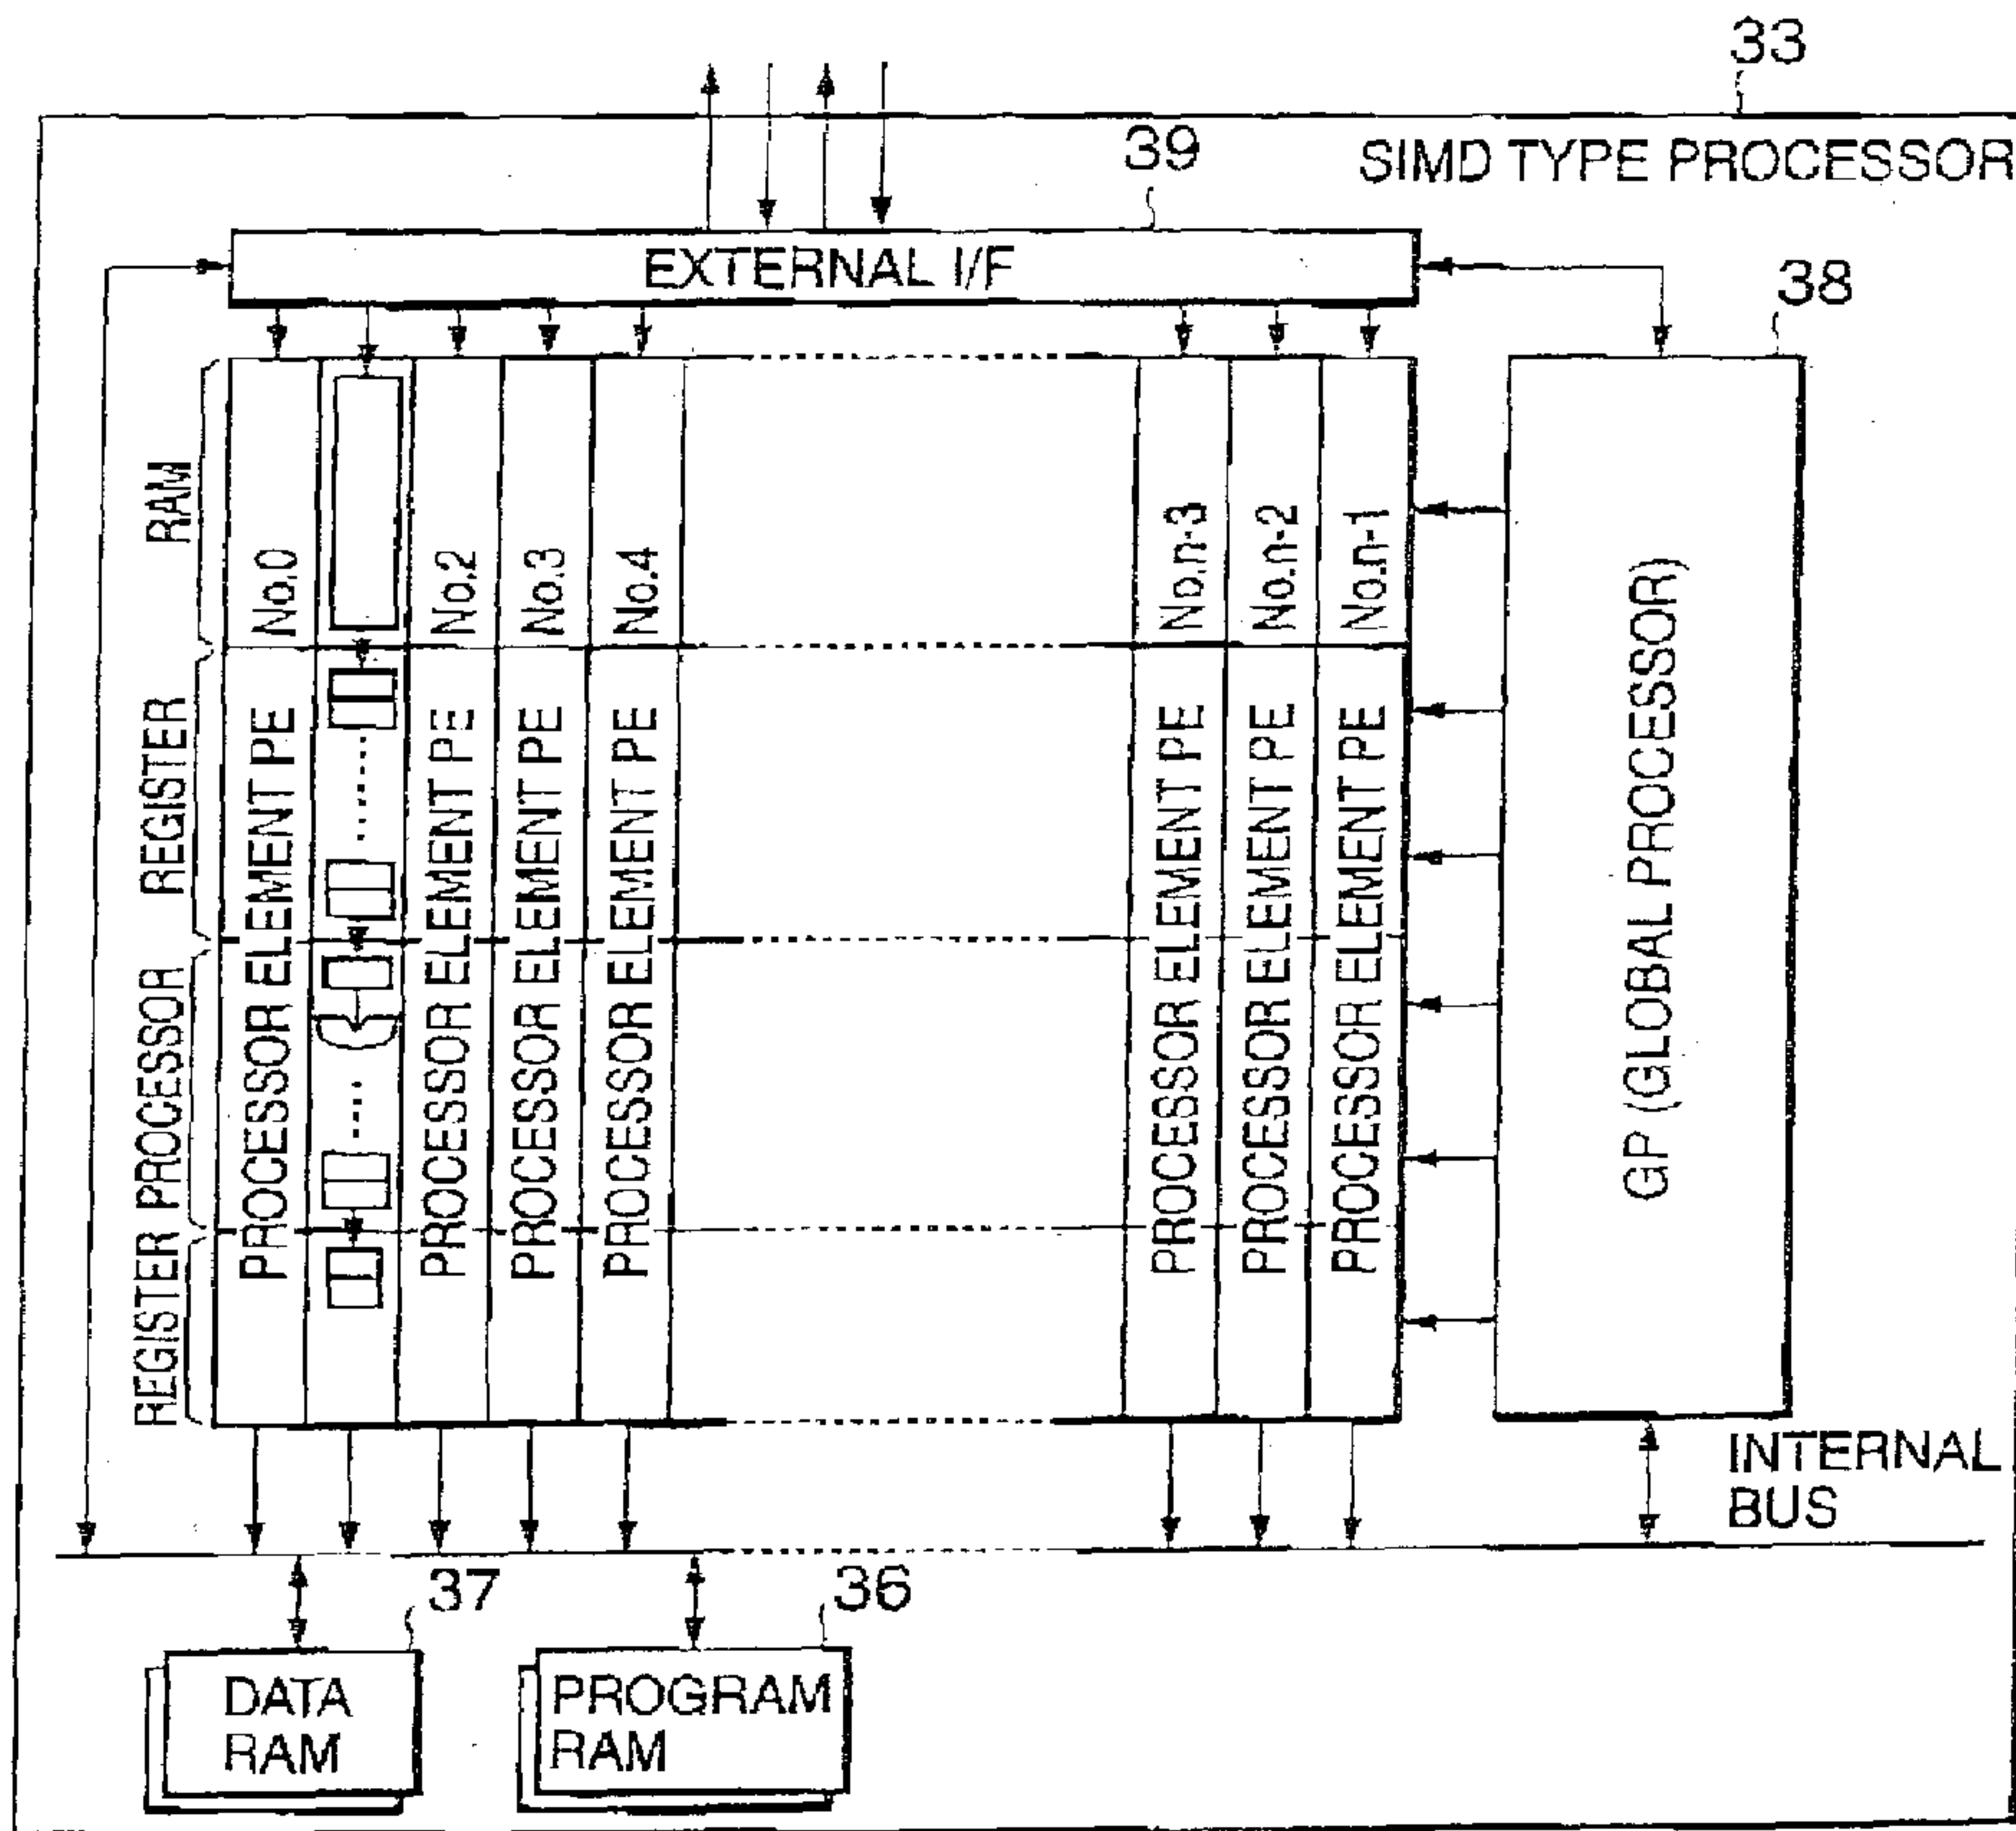 33
SIMD TYPE PROCESSOR
39
EXTERNAL I/F
38
RAM
REGISTER
PROCESSOR
REGISTER
PROCESSOR ELEMENT PE No.0
PROCESSOR ELEMENT PE No.2
PROCESSOR ELEMENT PE No.3
PROCESSOR ELEMENT PE No.4
PROCESSOR ELEMENT PE No.n-3
PROCESSOR ELEMENT PE No.n-2
PROCESSOR ELEMENT PE No.n-1
GP (GLOBAL PROCESSOR)
INTERNAL
BUS
37
36
DATA
RAM
PROGRAM
RAM